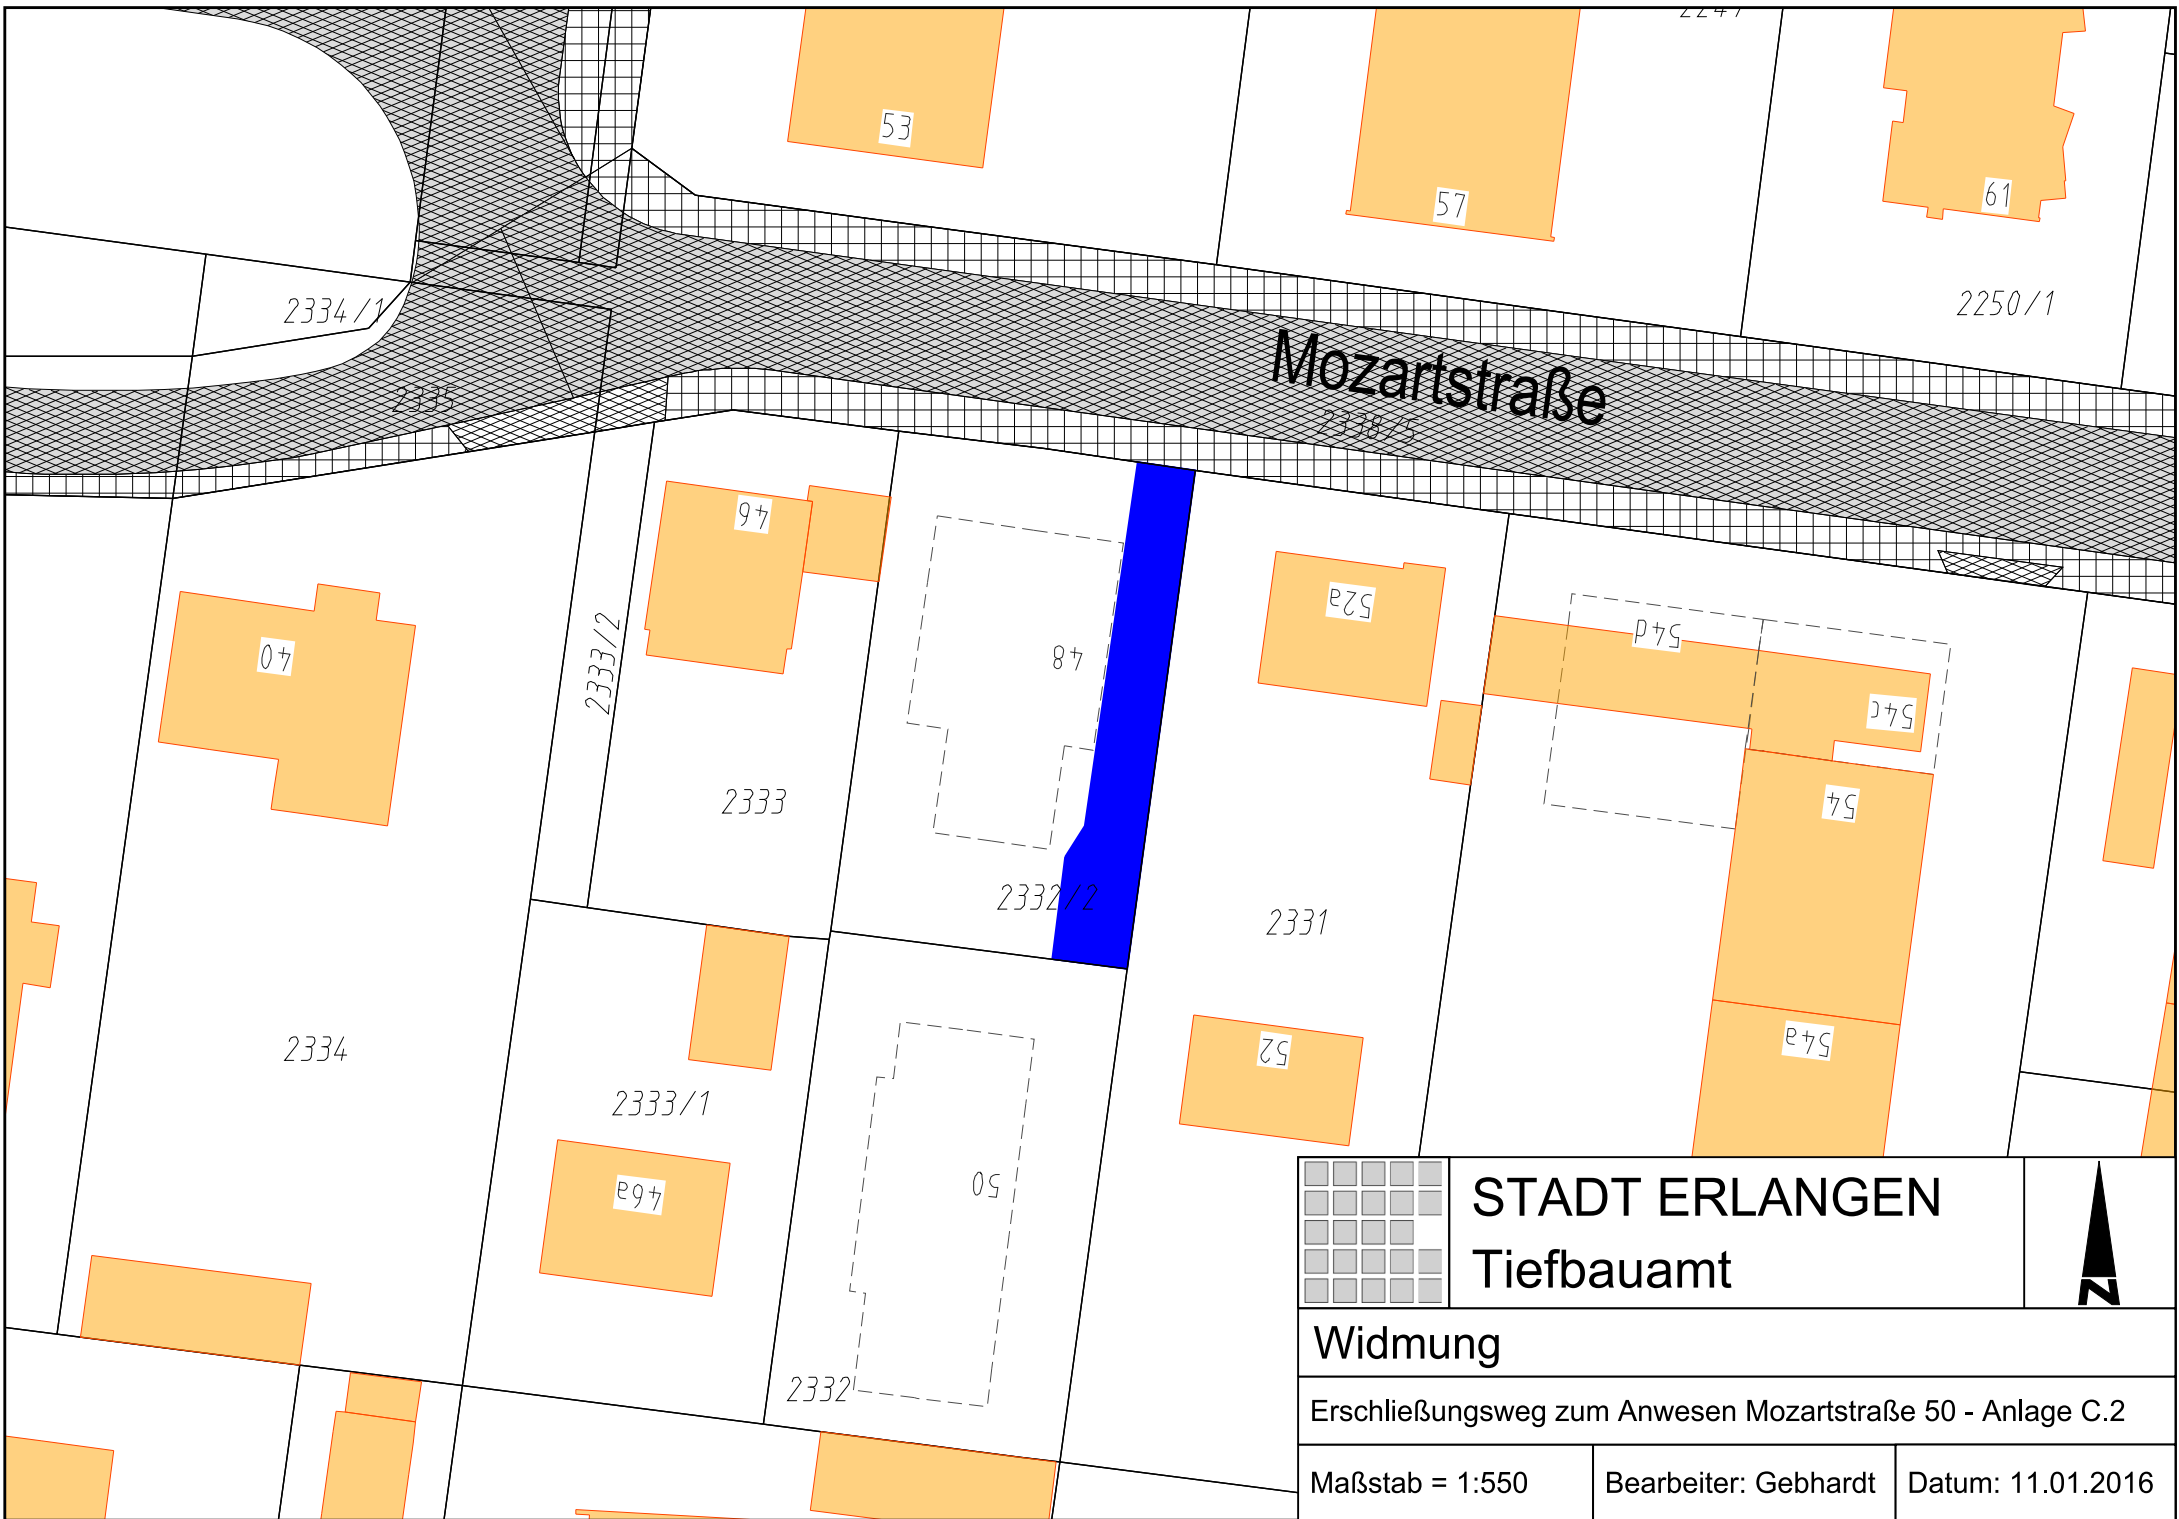 53
57
61
2334/1
2250/1
Mozartstraße
2335
2338/5
46
52a
54d
40
48
2333/2
54c
2333
54
2332/2
2331
2334
52
54a
2333/1
46a
50
2332
STADT ERLANGEN
Tiefbauamt
N
Widmung
Erschließungsweg zum Anwesen Mozartstraße 50 - Anlage C.2
Maßstab = 1:550
Bearbeiter: Gebhardt
Datum: 11.01.2016